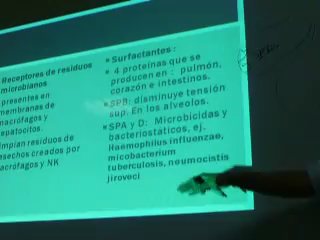 Receptores de residuos
microbianos
presentes en
membranas de
macrófagos y
hepatocitos.
limpian residuos de
desechos creados por
macrófagos y NK
Surfactantes :
4 proteínas que se
producen en : pulmón,
corazón e intestinos.
SPB: disminuye tensión
sup. En los alveolos.
SPA y D: Microbicidas y
bacteriostáticos, ej.
Haemophilus influenzae,
micobacterium
tuberculosis, neumocistis
jiroveci